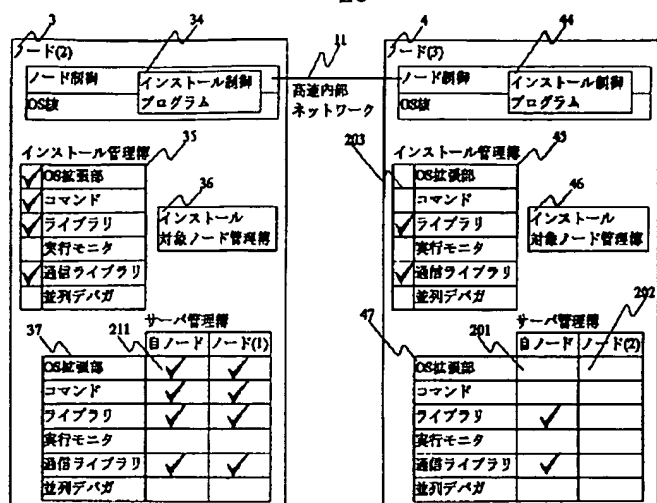 3
34
11
4
44
ノード(2)
ノード制御
インストール制御
プログラム
OS核
高速内部
ネットワーク
ノード(3)
ノード制御
インストール制御
プログラム
OS核
35
インストール管理簿
OS拡張部
コマンド
ライブラリ
実行モニタ
通信ライブラリ
並列デバガ
36
インストール
対象ノード管理簿
203
45
インストール管理簿
OS拡張部
コマンド
ライブラリ
実行モニタ
通信ライブラリ
並列デバガ
46
インストール
対象ノード管理簿
37
211
サーバ管理簿
自ノード
ノード(1)
OS拡張部
コマンド
ライブラリ
実行モニタ
通信ライブラリ
並列デバガ
47
201
202
サーバ管理簿
自ノード
ノード(2)
OS拡張部
コマンド
ライブラリ
実行モニタ
通信ライブラリ
並列デバガ